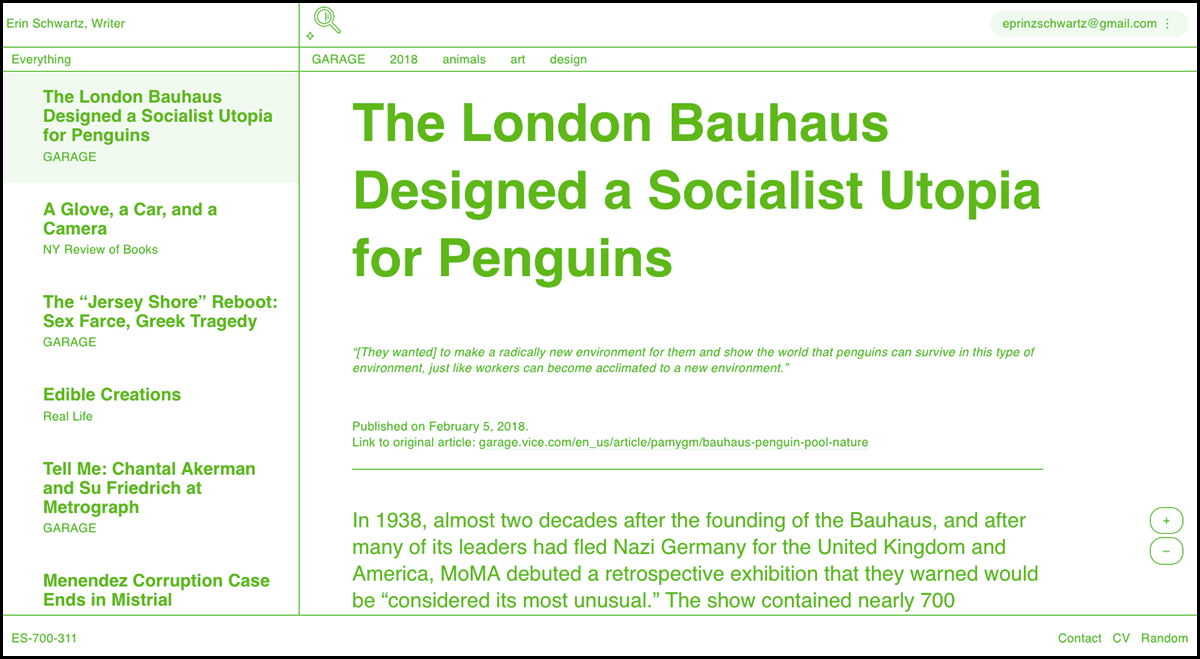 Erin Schwartz, Writer
eprinzschwartz@gmail.com ⋮
Everything
GARAGE 2018 animals art design
The London Bauhaus
Designed a Socialist Utopia
for Penguins
GARAGE
A Glove, a Car, and a
Camera
NY Review of Books
The “Jersey Shore” Reboot:
Sex Farce, Greek Tragedy
GARAGE
Edible Creations
Real Life
Tell Me: Chantal Akerman
and Su Friedrich at
Metrograph
GARAGE
Menendez Corruption Case
Ends in Mistrial
The London Bauhaus
Designed a Socialist Utopia
for Penguins
“[They wanted] to make a radically new environment for them and show the world that penguins can survive in this type of
environment, just like workers can become acclimated to a new environment.”
Published on February 5, 2018.
Link to original article: garage.vice.com/en_us/article/pamygm/bauhaus-penguin-pool-nature
In 1938, almost two decades after the founding of the Bauhaus, and after
many of its leaders had fled Nazi Germany for the United Kingdom and
America, MoMA debuted a retrospective exhibition that they warned would
be “considered its most unusual.” The show contained nearly 700
+
−
ES-700-311
Contact CV Random